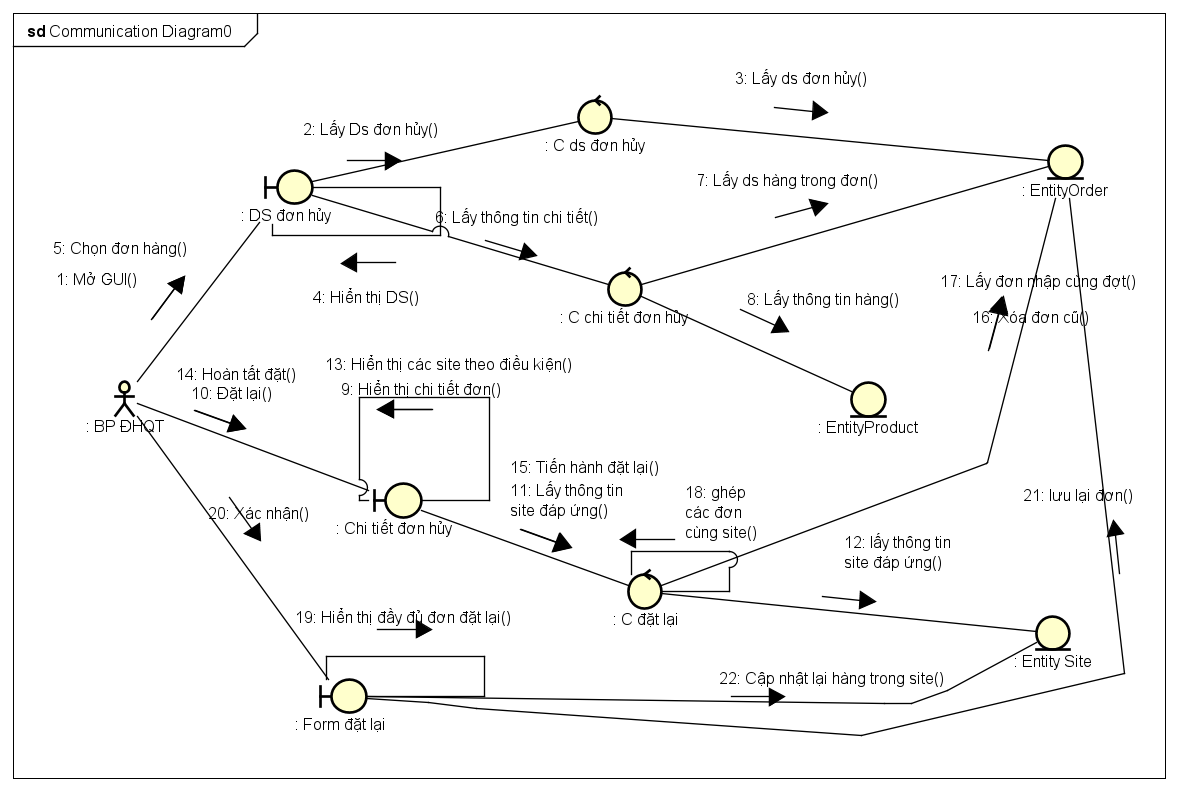 sd Communication Diagram0
3: Lấy ds đơn hủy()
2: Lấy Ds đơn hủy()
: C ds đơn hủy
7: Lấy ds hàng trong đơn()
: EntityOrder
: DS đơn hủy
6: Lấy thông tin chi tiết()
5: Chọn đơn hàng()
1: Mở GUI()
4: Hiển thị DS()
17: Lấy đơn nhập cùng đợt()
8: Lấy thông tin hàng()
: C chi tiết đơn hủy
16: Xóa đơn cũ()
13: Hiển thị các site theo điều kiện()
14: Hoàn tất đặt()
9: Hiển thị chi tiết đơn()
10: Đặt lại()
: BP ĐHQT
: EntityProduct
15: Tiến hành đặt lại()
11: Lấy thông tin
site đáp ứng()
18: ghép
các đơn
cùng site()
21: lưu lại đơn()
20: Xác nhận()
: Chi tiết đơn hủy
12: lấy thông tin
site đáp ứng()
19: Hiển thị đầy đủ đơn đặt lại()
: C đặt lại
: Entity Site
22: Cập nhật lại hàng trong site()
: Form đặt lại